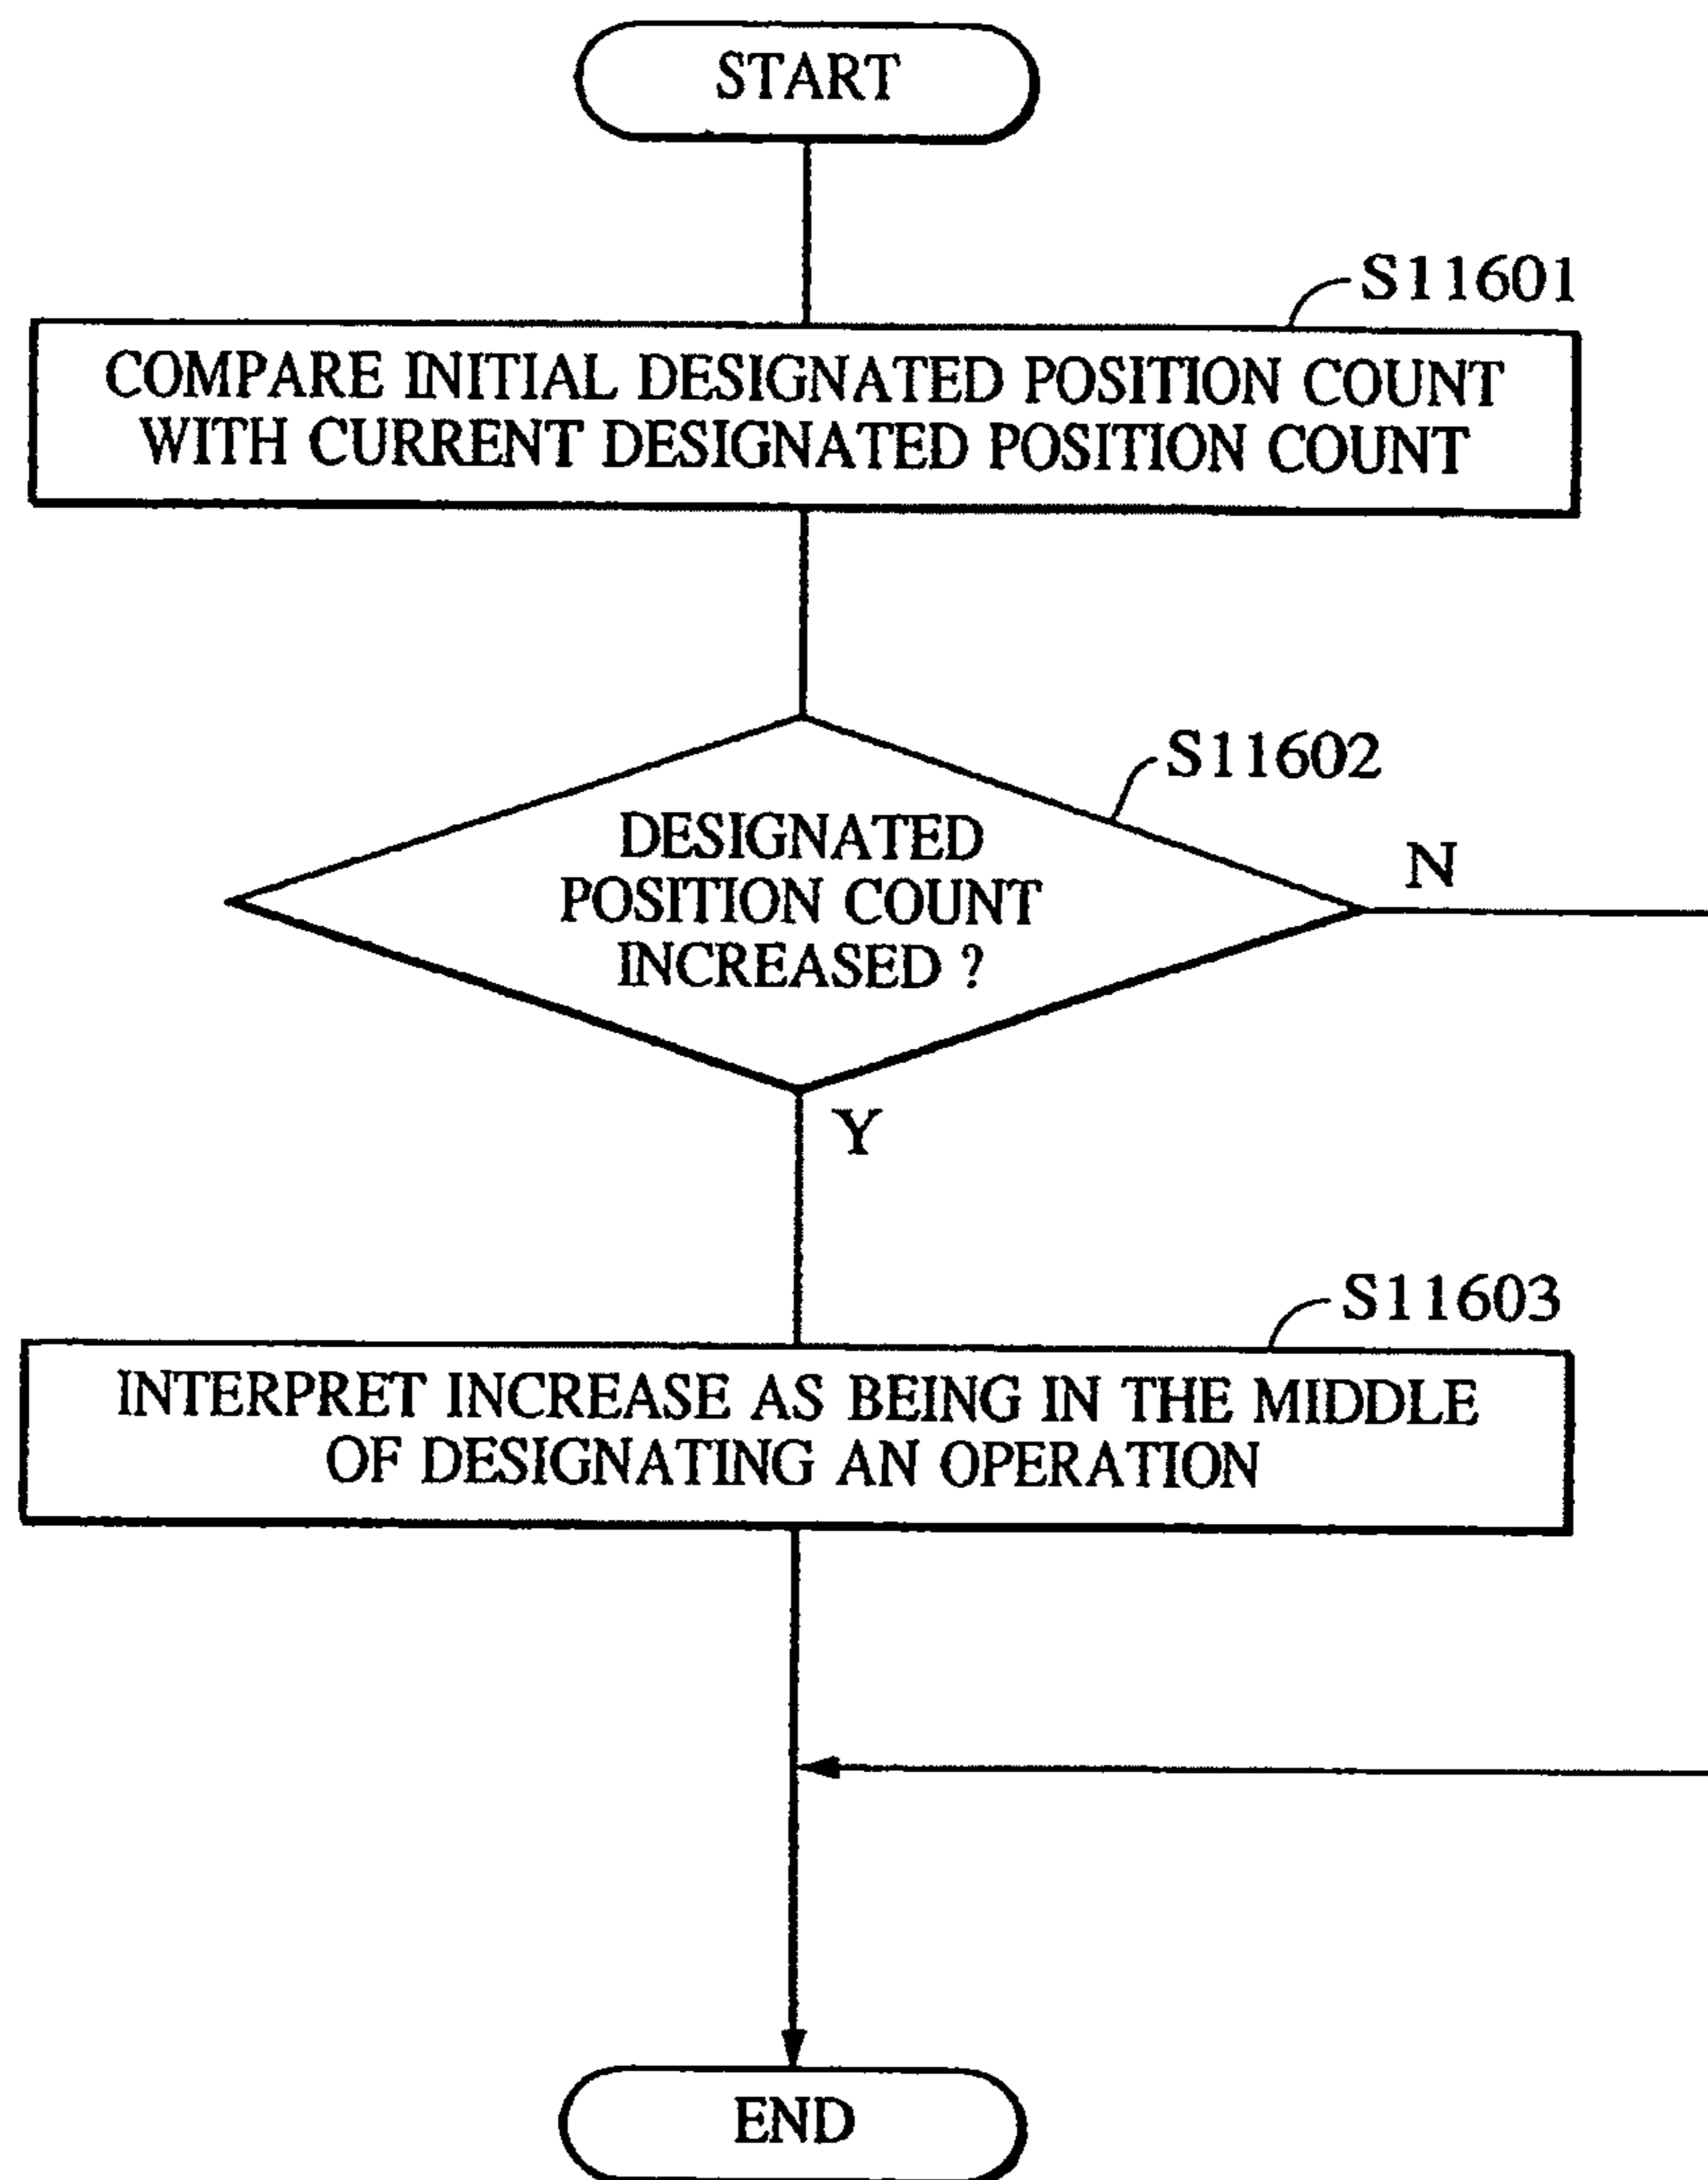 START
S11601
COMPARE INITIAL DESIGNATED POSITION COUNT
WITH CURRENT DESIGNATED POSITION COUNT
S11602
DESIGNATED
POSITION COUNT
INCREASED ?
N
Y
S11603
INTERPRET INCREASE AS BEING IN THE MIDDLE
OF DESIGNATING AN OPERATION
END